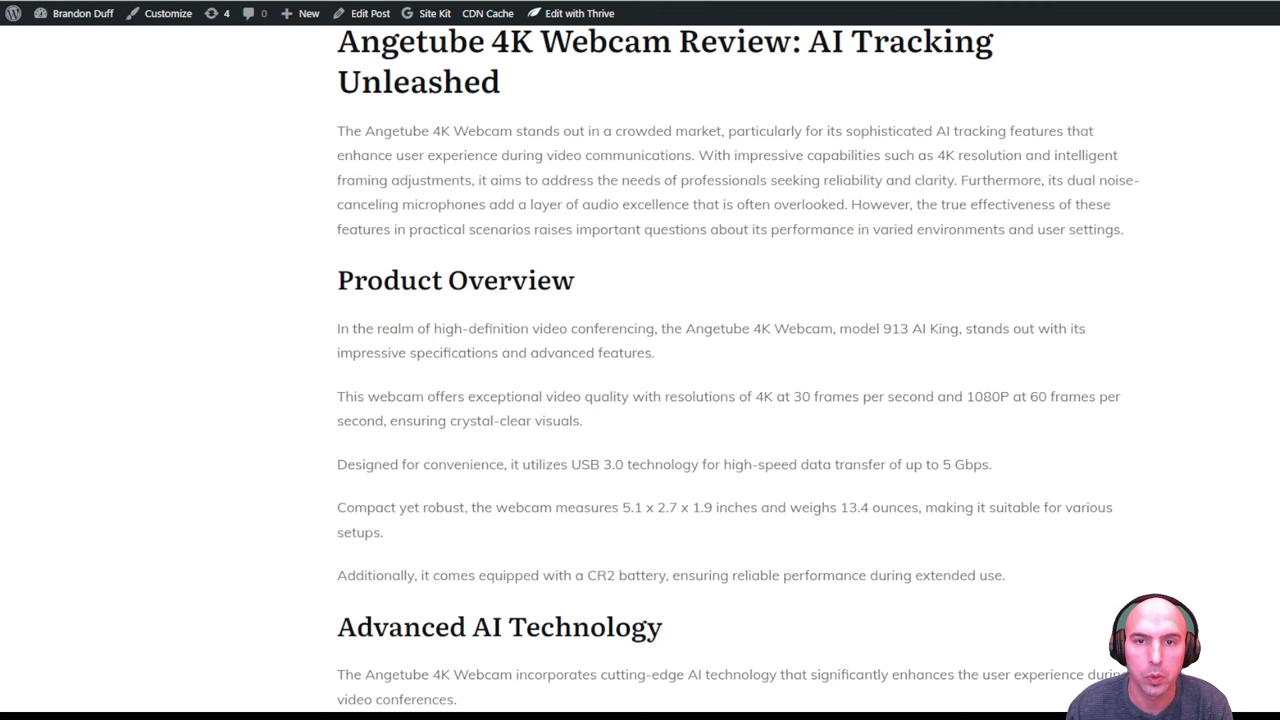 Brandon Duff Customize 4 0 New Edit Post Site Kit CDN Cache Edit with Thrive
Angetube 4K Webcam Review: AI Tracking
Unleashed
The Angetube 4K Webcam stands out in a crowded market, particularly for its sophisticated AI tracking features that
enhance user experience during video communications. With impressive capabilities such as 4K resolution and intelligent
framing adjustments, it aims to address the needs of professionals seeking reliability and clarity. Furthermore, its dual noise-
canceling microphones add a layer of audio excellence that is often overlooked. However, the true effectiveness of these
features in practical scenarios raises important questions about its performance in varied environments and user settings.
Product Overview
In the realm of high-definition video conferencing, the Angetube 4K Webcam, model 913 AI King, stands out with its
impressive specifications and advanced features.
This webcam offers exceptional video quality with resolutions of 4K at 30 frames per second and 1080P at 60 frames per
second, ensuring crystal-clear visuals.
Designed for convenience, it utilizes USB 3.0 technology for high-speed data transfer of up to 5 Gbps.
Compact yet robust, the webcam measures 5.1 x 2.7 x 1.9 inches and weighs 13.4 ounces, making it suitable for various
setups.
Additionally, it comes equipped with a CR2 battery, ensuring reliable performance during extended use.
Advanced AI Technology
The Angetube 4K Webcam incorporates cutting-edge AI technology that significantly enhances the user experience
video conferences.